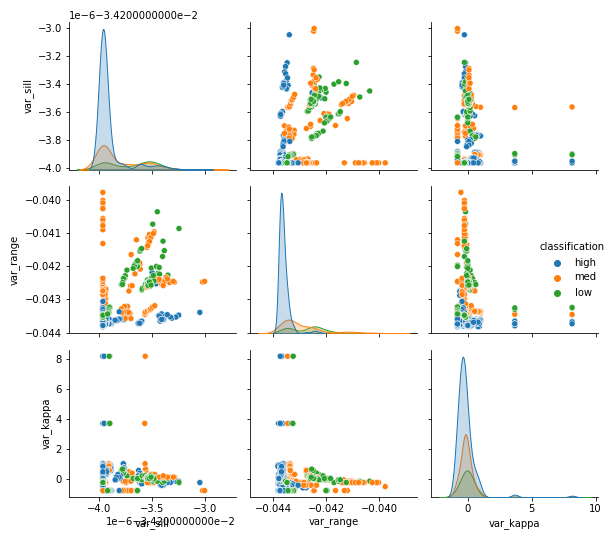 1e−6−3.4200000000e−2
−3.0
−3.2
−3.4
−3.6
−3.8
−4.0
var_sill
−0.040
−0.041
−0.042
−0.043
−0.044
var_range
classification
high
med
low
8
6
4
2
0
var_kappa
−4.0 −3.5 −3.0
1e−6−3.4200000000e−2
var_sill
−0.044 −0.042 −0.040
var_range
0 5 10
var_kappa